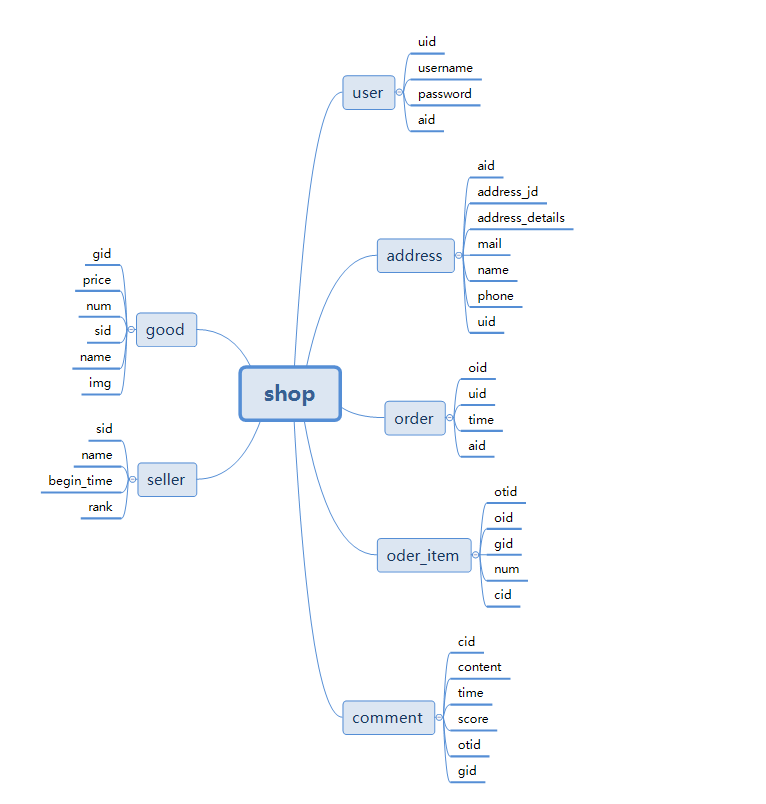 shop
user
uid
username
password
aid
address
aid
address_jd
address_details
mail
name
phone
uid
order
oid
uid
time
aid
oder_item
otid
oid
gid
num
cid
comment
cid
content
time
score
otid
gid
good
gid
price
num
sid
name
img
seller
sid
name
begin_time
rank